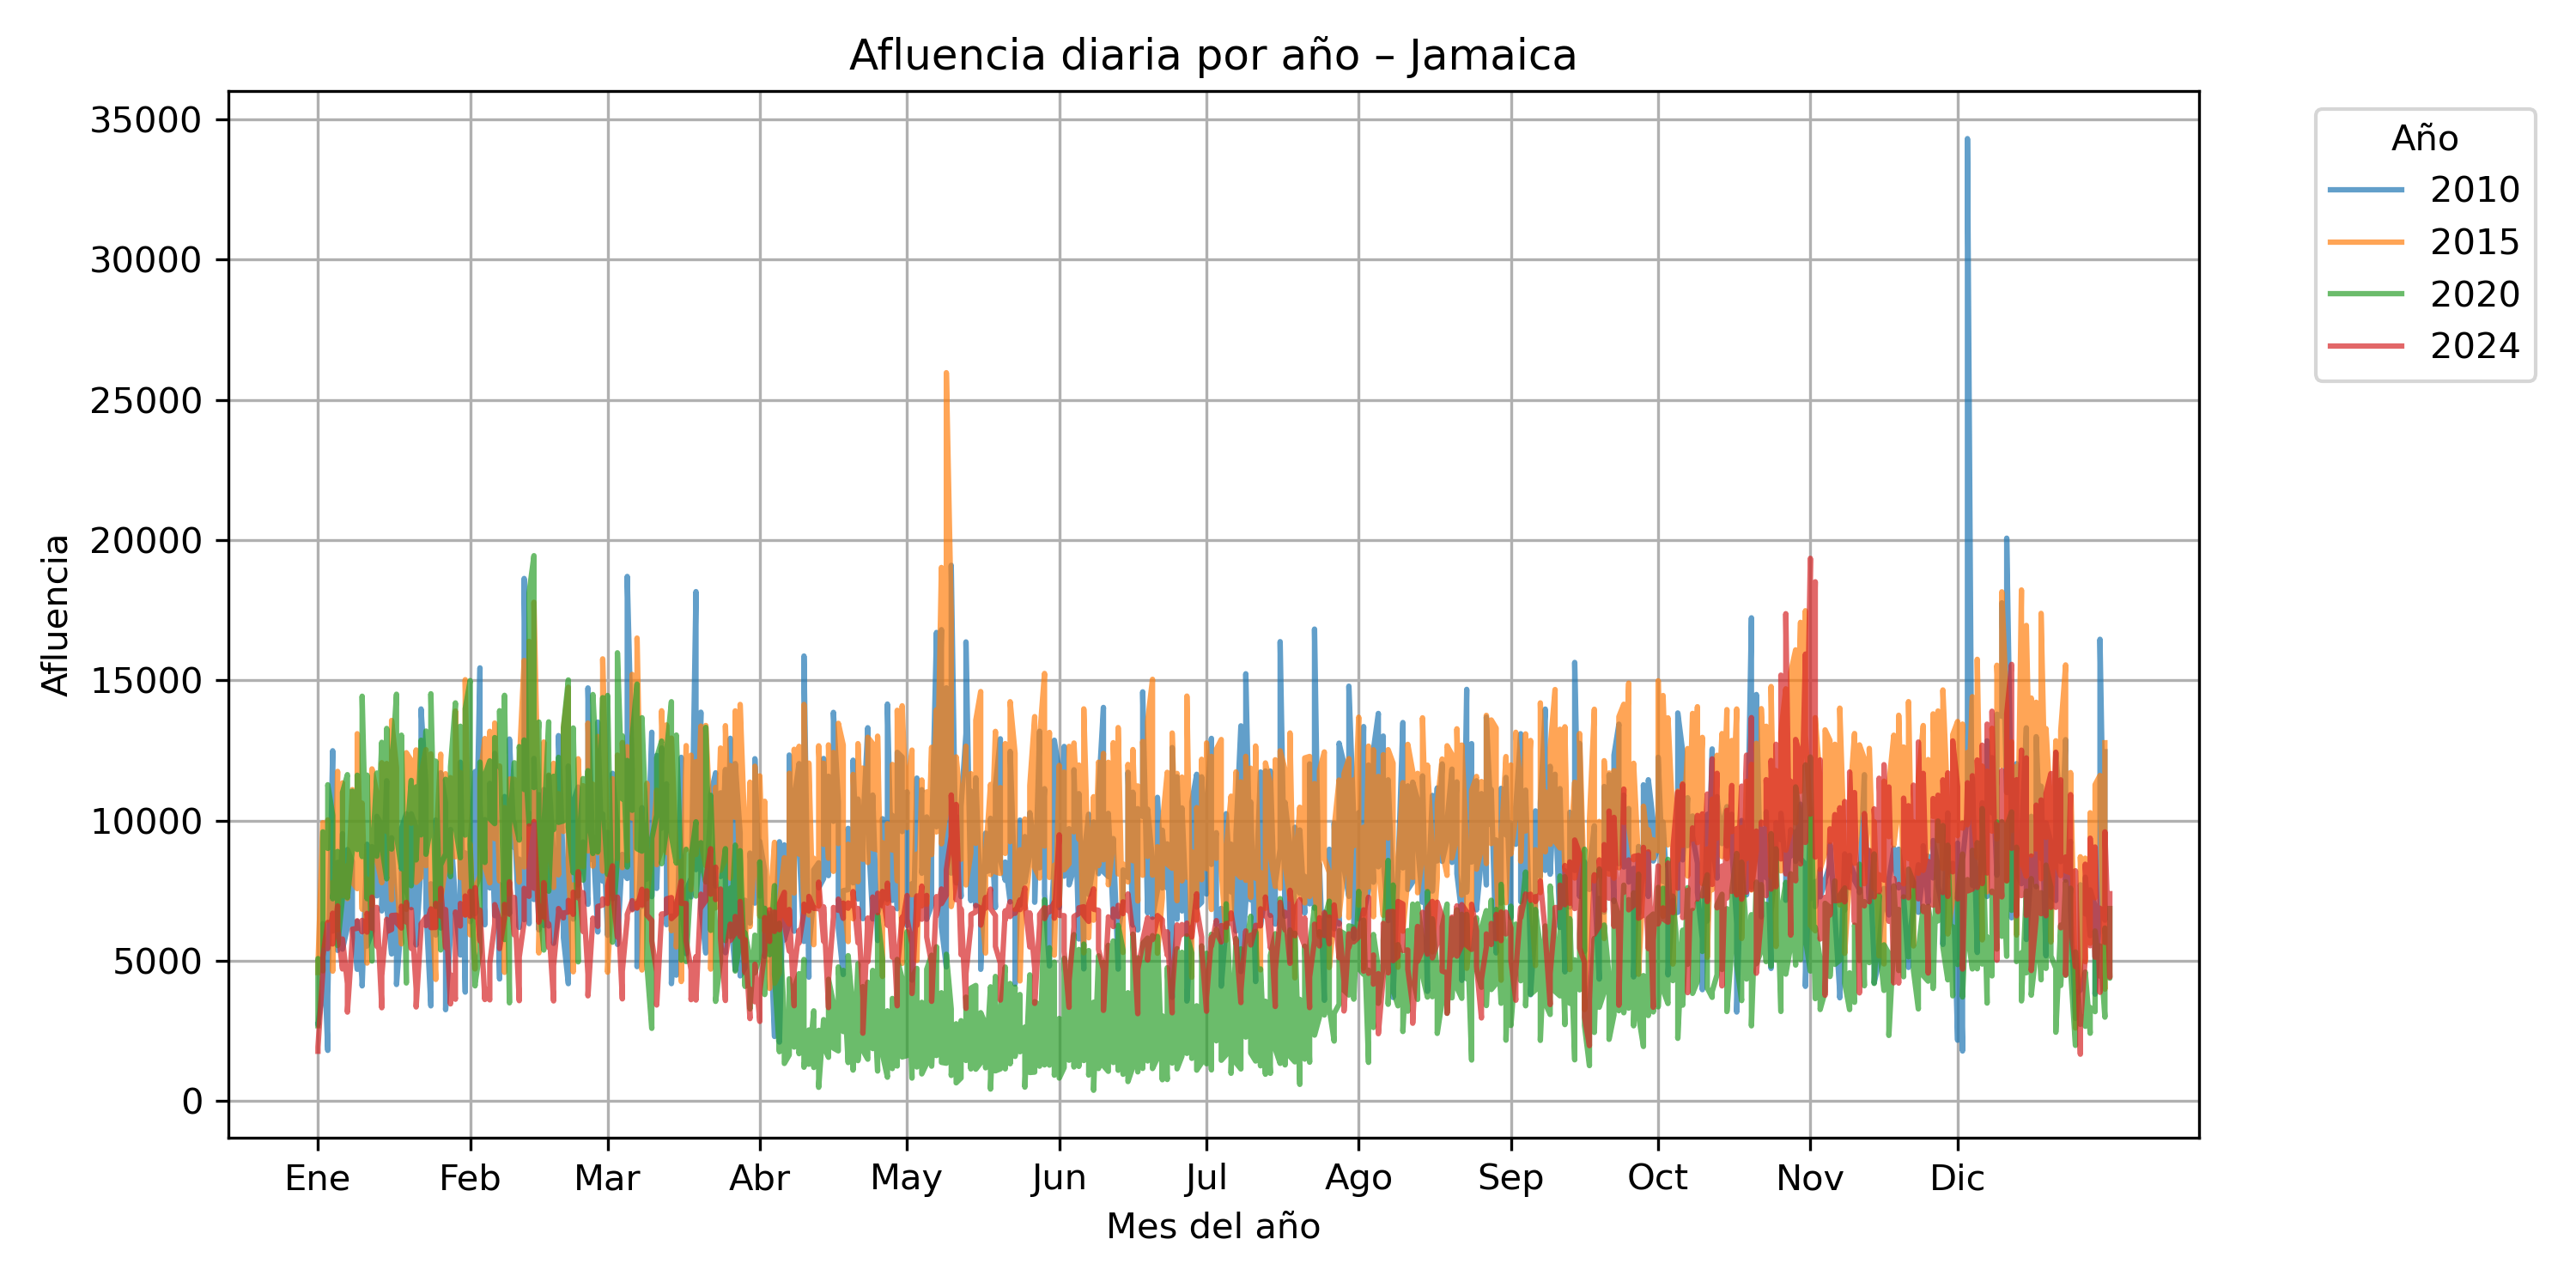 Afluencia diaria por año – Jamaica
35000
30000
25000
20000
15000
10000
5000
0
Afluencia
Ene Feb Mar Abr May Jun Jul Ago Sep Oct Nov Dic
Mes del año
Año
2010
2015
2020
2024